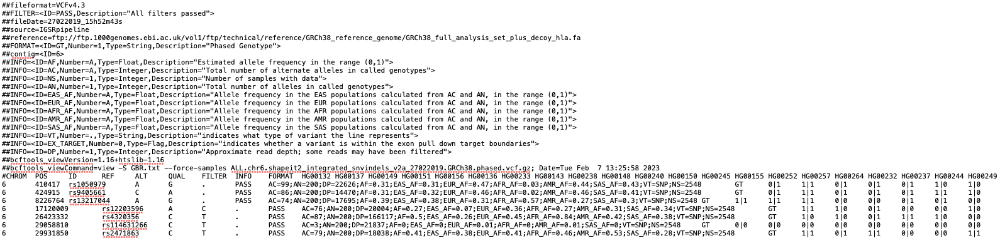 ##fileformat=VCFv4.3
##FILTER=<ID=PASS,Description="All filters passed">
##fileDate=27022019_15h52m43s
##source=IGSRpipeline
##reference=ftp://ftp.1000genomes.ebi.ac.uk/vol1/ftp/technical/reference/GRCh38_reference_genome/GRCh38_full_analysis_set_plus_decoy_hla.fa
##FORMAT=<ID=GT,Number=1,Type=String,Description="Phased Genotype">
##contig=<ID=6>
##INFO=<ID=AF,Number=A,Type=Float,Description="Estimated allele frequency in the range (0,1)">
##INFO=<ID=AC,Number=A,Type=Integer,Description="Total number of alternate alleles in called genotypes">
##INFO=<ID=NS,Number=1,Type=Integer,Description="Number of samples with data">
##INFO=<ID=AN,Number=1,Type=Integer,Description="Total number of alleles in called genotypes">
##INFO=<ID=EAS_AF,Number=A,Type=Float,Description="Allele frequency in the EAS populations calculated from AC and AN, in the range (0,1)">
##INFO=<ID=EUR_AF,Number=A,Type=Float,Description="Allele frequency in the EUR populations calculated from AC and AN, in the range (0,1)">
##INFO=<ID=AFR_AF,Number=A,Type=Float,Description="Allele frequency in the AFR populations calculated from AC and AN, in the range (0,1)">
##INFO=<ID=AMR_AF,Number=A,Type=Float,Description="Allele frequency in the AMR populations calculated from AC and AN, in the range (0,1)">
##INFO=<ID=SAS_AF,Number=A,Type=Float,Description="Allele frequency in the SAS populations calculated from AC and AN, in the range (0,1)">
##INFO=<ID=VT,Number=.,Type=String,Description="indicates what type of variant the line represents">
##INFO=<ID=EX_TARGET,Number=0,Type=Flag,Description="indicates whether a variant is within the exon pull down target boundaries">
##INFO=<ID=DP,Number=1,Type=Integer,Description="Approximate read depth; some reads may have been filtered">
##bcftools_viewVersion=1.16+htslib-1.16
##bcftools_viewCommand=view -S GBR.txt --force-samples ALL.chr6.shapeit2_integrated_snvindels_v2a_27022019.GRCh38.phased.vcf.gz; Date=Tue Feb  7 13:25:58 2023
#CHROM POS ID REF ALT QUAL FILTER INFO FORMAT HG00132 HG00137 HG00149 HG00151 HG00156 HG00233 HG00143 HG00238 HG00148 HG00240 HG00150 HG00245 HG00155 HG00252 HG00157 HG00264 HG00232 HG00237 HG00244 HG00249
6 410417 rs1050979 A G . PASS AC=99;AN=200;DP=22626;AF=0.31;EAS_AF=0.31;EUR_AF=0.47;AFR_AF=0.03;AMR_AF=0.44;SAS_AF=0.43;VT=SNP;NS=2548 GT 0|1 1|1 0|1 0|1 0|1 1|0 1|0
6 424915 rs9405661 C A . PASS AC=86;AN=200;DP=14470;AF=0.31;EAS_AF=0.32;EUR_AF=0.46;AFR_AF=0.02;AMR_AF=0.46;SAS_AF=0.41;VT=SNP;NS=2548 GT 0|1 1|1 0|1 0|1 0|1 1|0 1|0
6 8226764 rs13217044 A G . PASS AC=74;AN=200;DP=17695;AF=0.39;EAS_AF=0.38;EUR_AF=0.31;AFR_AF=0.57;AMR_AF=0.27;SAS_AF=0.3;VT=SNP;NS=2548 GT 1|1 1|1 1|1 0|0 0|0 0|1 0|1 0|0
6 17120009 rs12203596 A C . PASS AC=76;AN=200;DP=20004;AF=0.27;EAS_AF=0.07;EUR_AF=0.36;AFR_AF=0.27;AMR_AF=0.31;SAS_AF=0.34;VT=SNP;NS=2548 GT 1|1 1|0 0|1 0|0 0|0 1|0 0|0
6 26423332 rs4320356 C T . PASS AC=87;AN=200;DP=166117;AF=0.5;EAS_AF=0.26;EUR_AF=0.45;AFR_AF=0.84;AMR_AF=0.42;SAS_AF=0.38;VT=SNP;NS=2548 GT 1|0 1|0 0|1 1|1 1|0 0|0 0|0
6 29058810 rs114631266 C T . PASS AC=3;AN=200;DP=21837;AF=0;EAS_AF=0;EUR_AF=0.01;AFR_AF=0;AMR_AF=0.01;SAS_AF=0;VT=SNP;NS=2548 GT 0|0 0|0 0|0 0|0 0|0 0|0 0|0 0|0
6 29931850 rs2471863 C T . PASS AC=79;AN=200;DP=18038;AF=0.41;EAS_AF=0.38;EUR_AF=0.41;AFR_AF=0.46;AMR_AF=0.53;SAS_AF=0.28;VT=SNP;NS=2548 GT 1|1 0|1 1|1 0|0 0|0 0|0 1|1